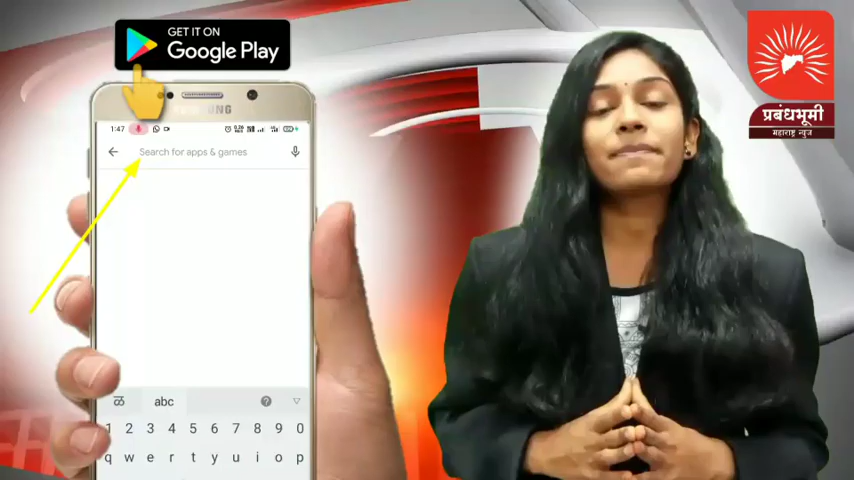 GET IT ON
Google Play
1:47
Search for apps & games
abc
1 2 3 4 5 6 7 8 9 0
q w e r t y u i o p
प्रबंधभूमी
महाराष्ट्र न्युज